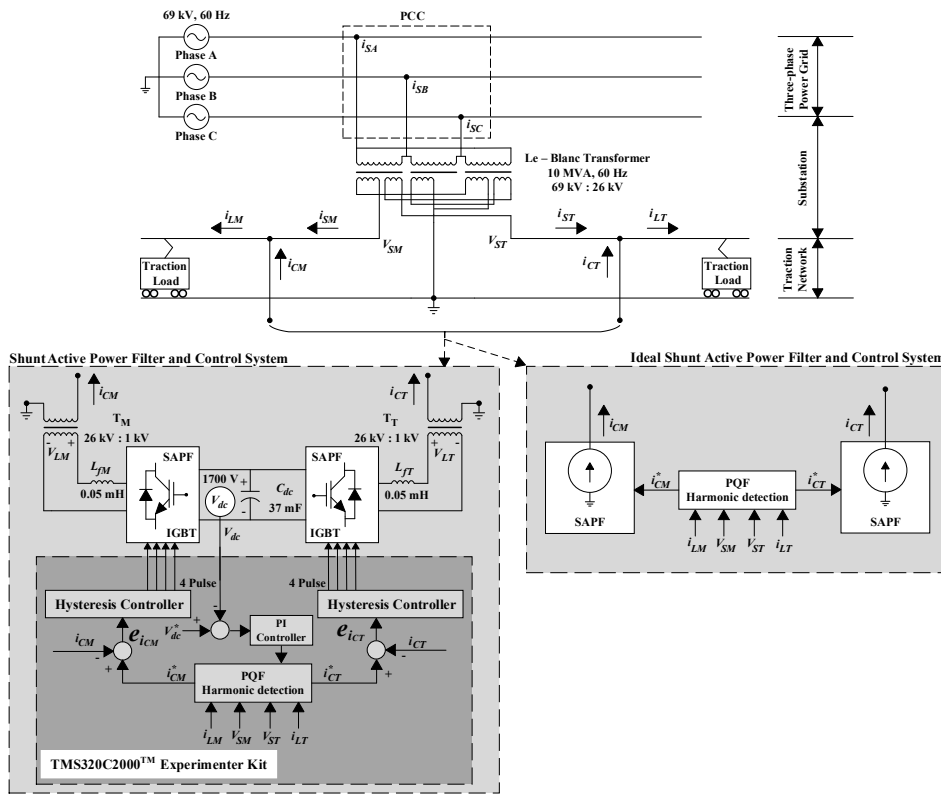 69 kV, 60 Hz
PCC
Phase A
i_SA
Phase B
i_SB
Phase C
i_SC
Three-phase
Power Grid
Le – Blanc Transformer
10 MVA, 60 Hz
69 kV : 26 kV
Substation
i_LM
i_SM
i_ST
i_LT
V_SM
V_ST
i_CM
i_CT
Traction
Load
Traction
Load
Traction
Network
Shunt Active Power Filter and Control System
Ideal Shunt Active Power Filter and Control System
i_CM
i_CT
T_M
26 kV : 1 kV
T_T
26 kV : 1 kV
- +
V_LM
+ -
V_LT
L_fM
0.05 mH
SAPF
IGBT
1700 V
+
-
V_dc
C_dc
37 mF
V_dc
SAPF
IGBT
L_fT
0.05 mH
4 Pulse
4 Pulse
Hysteresis Controller
Hysteresis Controller
e_iCM
e_iCT
i_CM
-
+
V*_dc
+
-
PI
Controller
i_CT
-
+
i*_CM
PQF
Harmonic detection
i*_CT
i_LM
V_SM
V_ST
i_LT
TMS320C2000™ Experimenter Kit
i_CM
i_CT
SAPF
i*_CM
PQF
Harmonic detection
i*_CT
SAPF
i_LM
V_SM
V_ST
i_LT